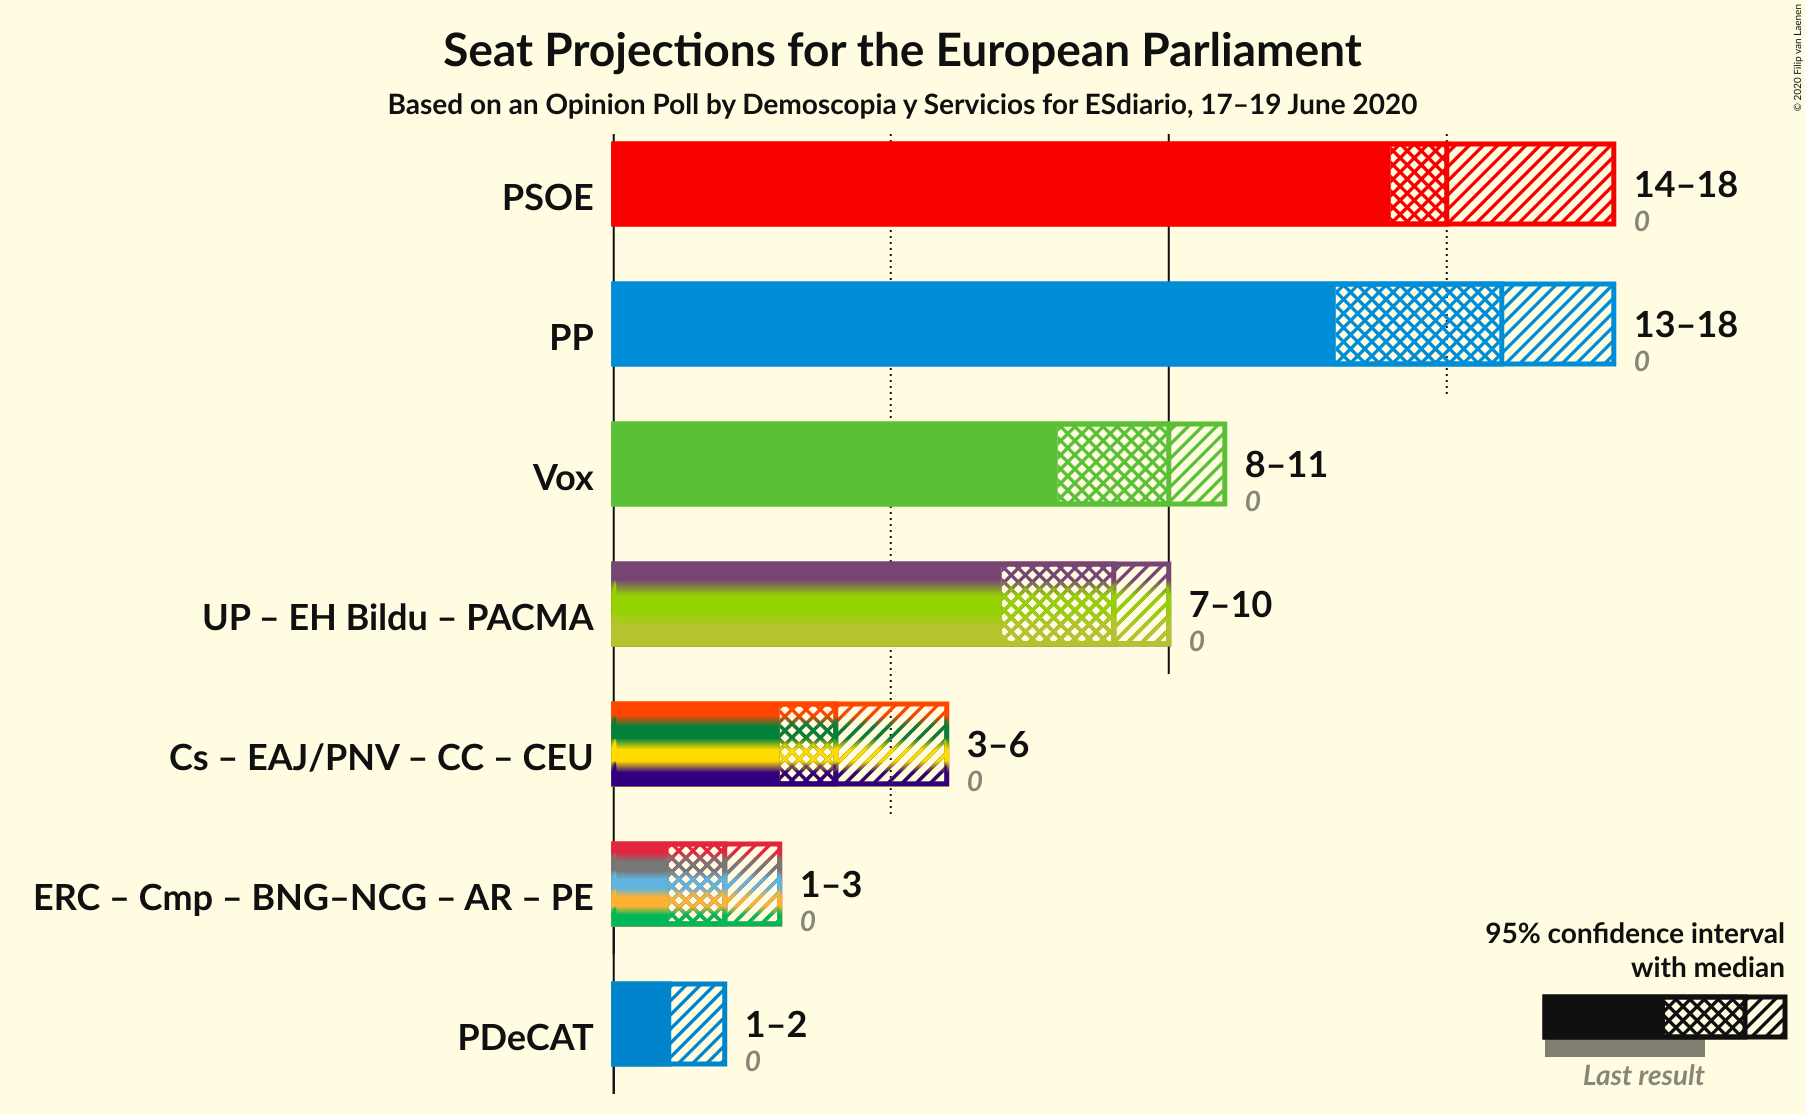 Seat Projections for the European Parliament
Based on an Opinion Poll by Demoscopia y Servicios for ESdiario, 17–19 June 2020
© 2020 Filip van Laenen
PSOE
14–18
0
PP
13–18
0
Vox
8–11
0
UP – EH Bildu – PACMA
7–10
0
Cs – EAJ/PNV – CC – CEU
3–6
0
ERC – Cmp – BNG–NCG – AR – PE
1–3
0
PDeCAT
1–2
0
95% confidence interval
with median
Last result